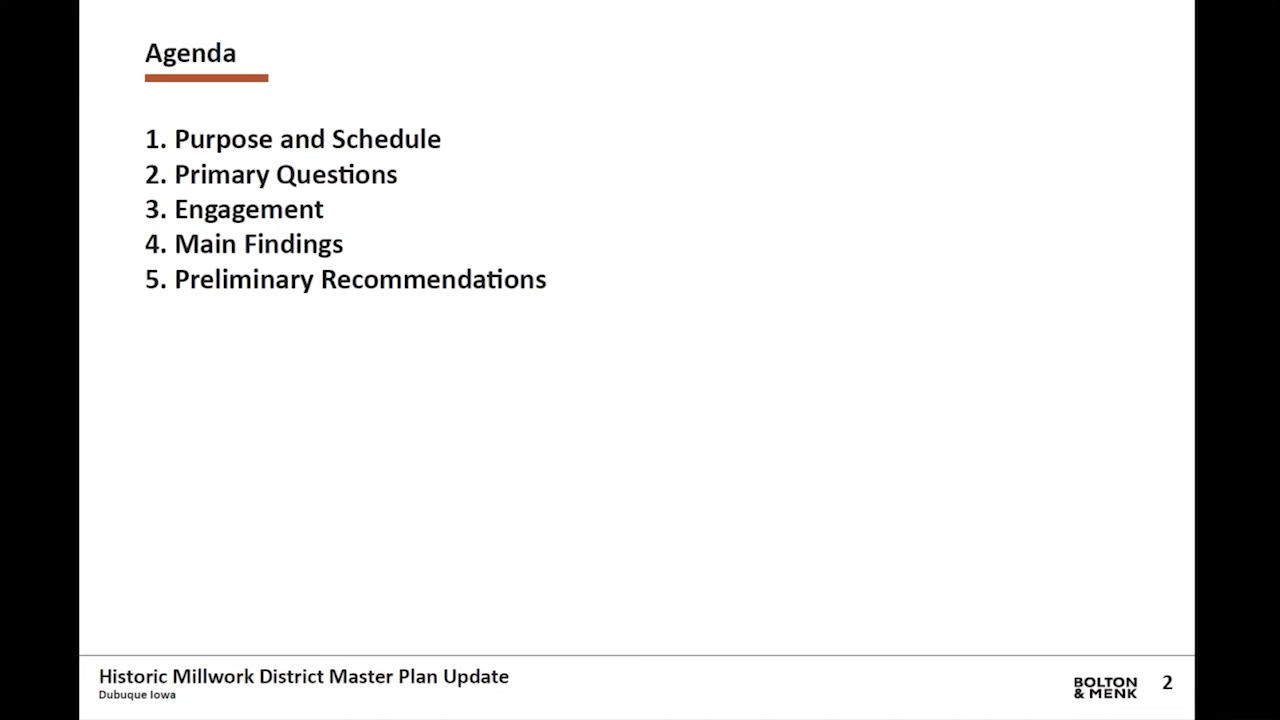 Agenda
1. Purpose and Schedule
2. Primary Questions
3. Engagement
4. Main Findings
5. Preliminary Recommendations
Historic Millwork District Master Plan Update
Dubuque Iowa
BOLTON
& MENK
2